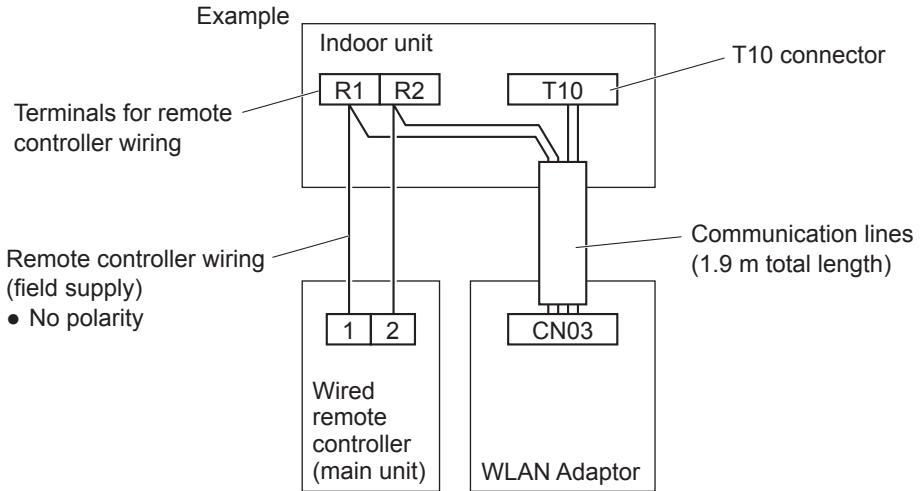 Example
Indoor unit
T10 connector
R1 R2 T10
Terminals for remote
controller wiring
Communication lines
(1.9 m total length)
Remote controller wiring
(field supply)
● No polarity
1 2 CN03
Wired
remote
controller
(main unit)
WLAN Adaptor